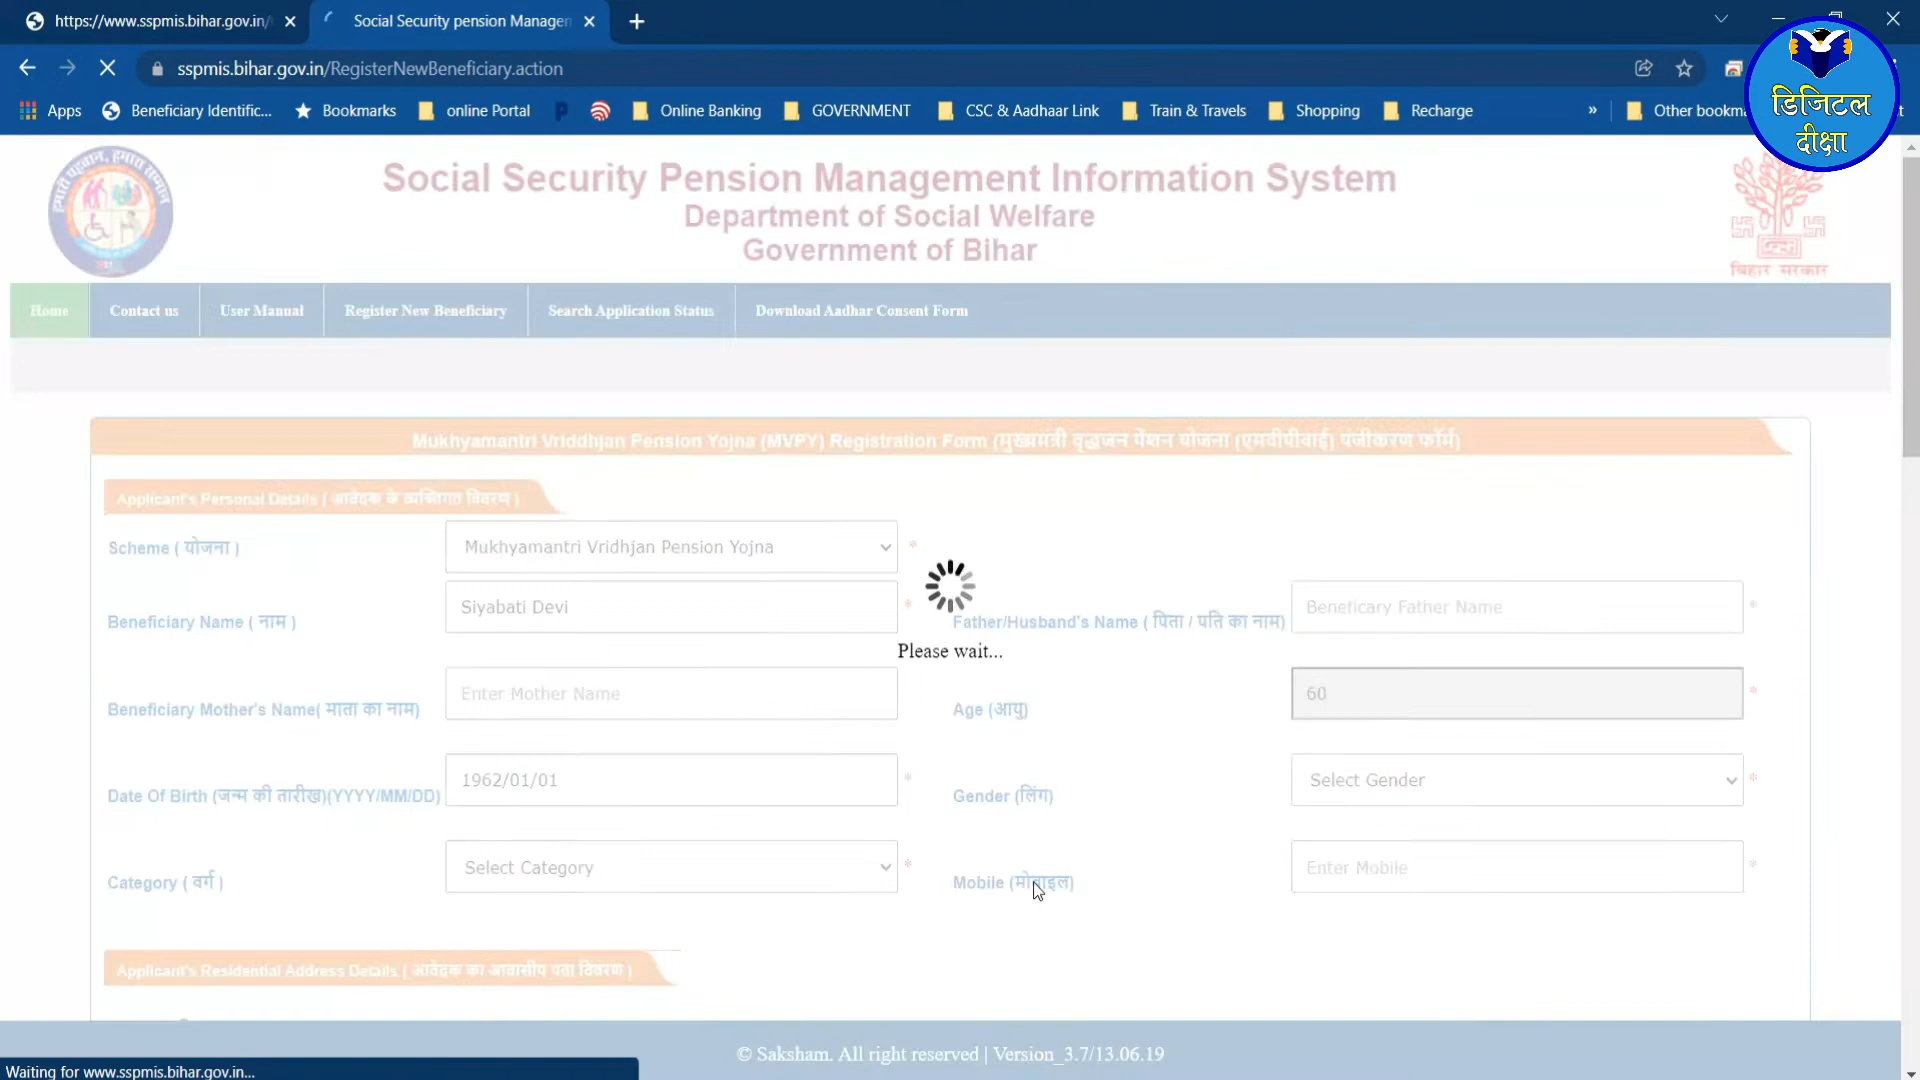 https://www.sspmis.bihar.gov.in/
Social Security pension Managem
sspmis.bihar.gov.in/RegisterNewBeneficiary.action
Apps
Beneficiary Identific...
Bookmarks
online Portal
Online Banking
GOVERNMENT
CSC & Aadhaar Link
Train & Travels
Shopping
Recharge
»
Other bookma
डिजिटल
दीक्षा
Social Security Pension Management Information System
Department of Social Welfare
Government of Bihar
बिहार सरकार
Home
Contact us
User Manual
Register New Beneficiary
Search Application Status
Download Aadhar Consent Form
Mukhyamantri Vriddhjan Pension Yojna (MVPY) Registration Form (मुख्यमंत्री वृद्धजन पेंशन योजना (एमवीपीवाई) पंजीकरण फॉर्म)
Applicant's Personal Details ( आवेदक के व्यक्तिगत विवरण )
Scheme ( योजना )
Mukhyamantri Vridhjan Pension Yojna
*
Beneficiary Name ( नाम )
Siyabati Devi
*
Father/Husband's Name ( पिता / पति का नाम)
Beneficary Father Name
*
Please wait...
Beneficiary Mother's Name( माता का नाम)
Enter Mother Name
Age (आयु)
60
*
Date Of Birth (जन्म की तारीख)(YYYY/MM/DD)
1962/01/01
*
Gender (लिंग)
Select Gender
*
Category ( वर्ग )
Select Category
*
Mobile (मोबाइल)
Enter Mobile
*
Applicant's Residential Address Details ( आवेदक का आवासीय पता विवरण )
© Saksham. All right reserved | Version_3.7/13.06.19
Waiting for www.sspmis.bihar.gov.in...